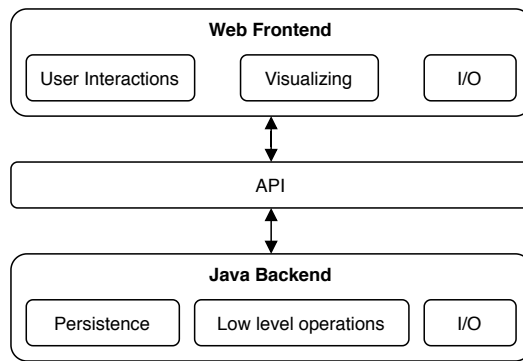 Web Frontend
User Interactions
Visualizing
I/O
API
Java Backend
Persistence
Low level operations
I/O